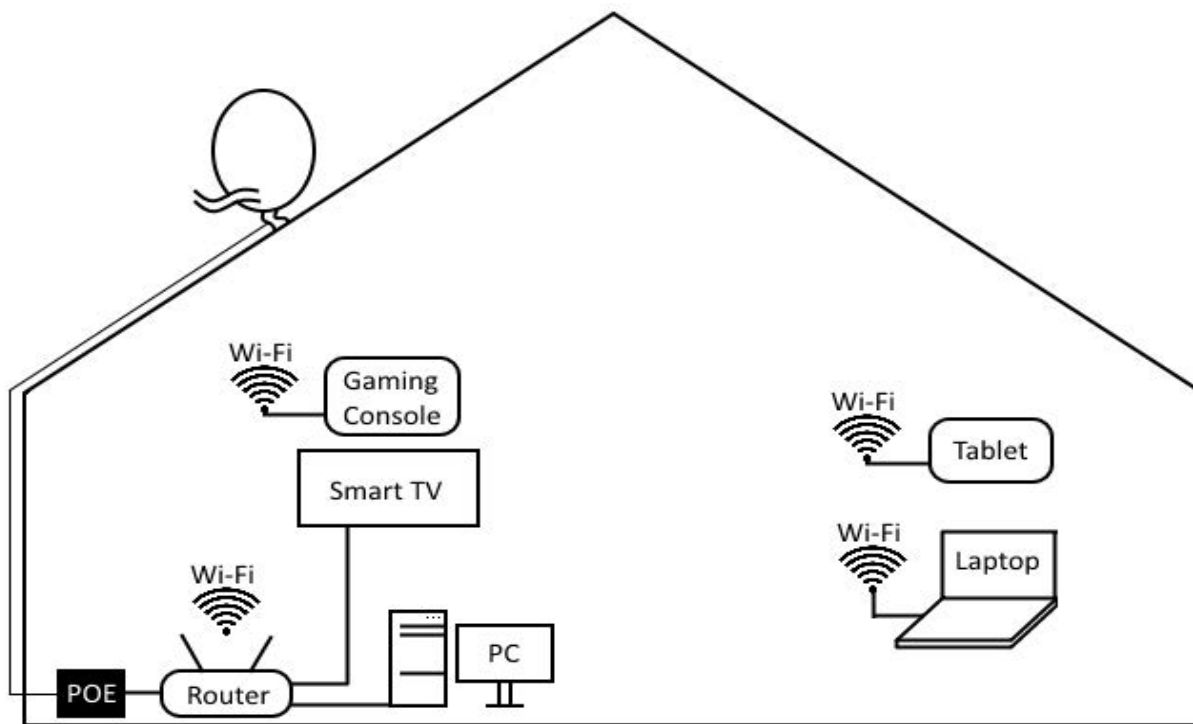 Wi-Fi
Gaming
Console
Wi-Fi
Tablet
Smart TV
Wi-Fi
Laptop
Wi-Fi
PC
POE
Router